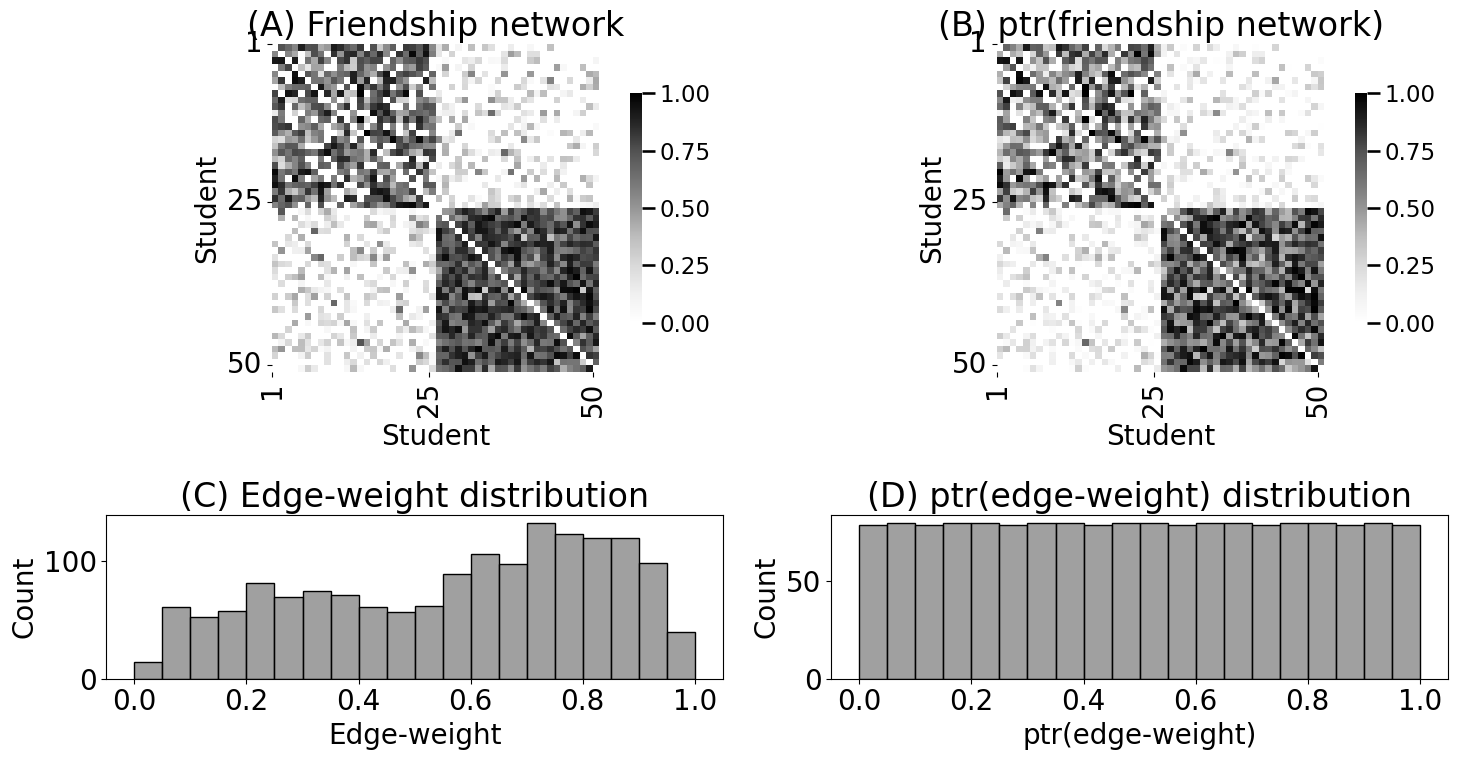 (A) Friendship network
1
25
50
Student
1
25
50
Student
1.00
0.75
0.50
0.25
0.00
(B) ptr(friendship network)
1
25
50
Student
1
25
50
Student
1.00
0.75
0.50
0.25
0.00
(C) Edge-weight distribution
100
0
Count
0.0 0.2 0.4 0.6 0.8 1.0
Edge-weight
(D) ptr(edge-weight) distribution
50
0
Count
0.0 0.2 0.4 0.6 0.8 1.0
ptr(edge-weight)